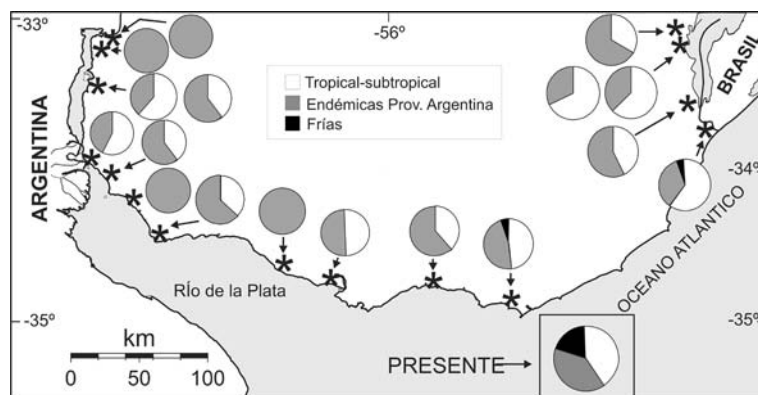 -33º
-56º
Tropical-subtropical
Endémicas Prov. Argentina
Frías
BRASIL
ARGENTINA
-34º
OCEANO ATLANTICO
RÍo de la Plata
-35º
-35º
km
0 50 100
PRESENTE